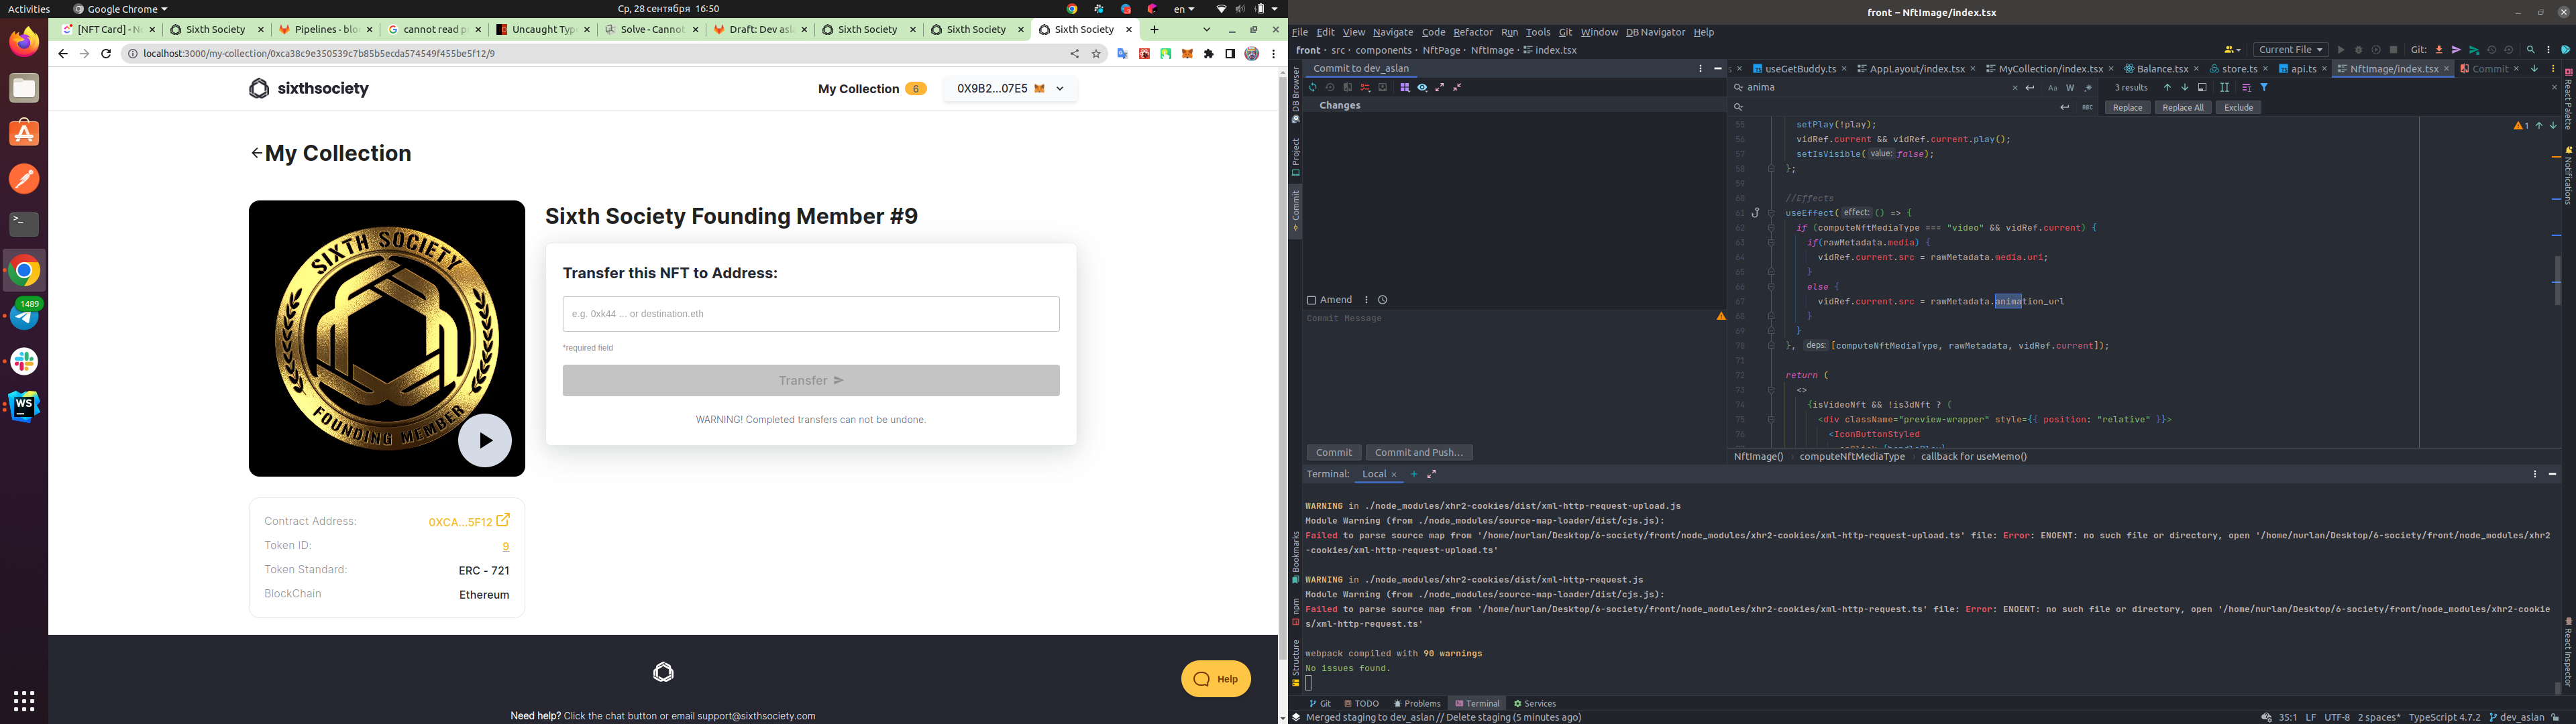 Activities
Google Chrome
Ср, 28 сентября 16:50
en
[NFT Card] - N
Sixth Society
Pipelines · blo
cannot read p
Uncaught Type
Solve - Cannot
Draft: Dev asl
Sixth Society
Sixth Society
Sixth Society
localhost:3000/my-collection/0xca38c9e350539c7b85b5ecda574549f455be5f12/9
sixthsociety
My Collection 6
0X9B2...07E5
My Collection
SIXTH SOCIETY
FOUNDING MEMBER
Sixth Society Founding Member #9
Transfer this NFT to Address:
e.g. 0xk44 ... or destination.eth
*required field
Transfer
WARNING! Completed transfers can not be undone.
Contract Address: 0XCA...5F12
Token ID: 9
Token Standard: ERC - 721
BlockChain Ethereum
Help
Need help? Click the chat button or email support@sixthsociety.com
1489
WS
front – NftImage/index.tsx
File Edit View Navigate Code Refactor Run Tools Git Window DB Navigator Help
front src components NftPage NftImage index.tsx
Current File
Git:
Commit to dev_aslan
useGetBuddy.ts
AppLayout/index.tsx
MyCollection/index.tsx
Balance.tsx
store.ts
api.ts
NftImage/index.tsx
Commit
Changes
anima
3 results
Replace
Replace All
Exclude
55 setPlay(!play);
56 vidRef.current && vidRef.current.play();
57 setIsVisible( value: false);
58 };
59
60 //Effects
61 useEffect( effect: () => {
62 if (computeNftMediaType === "video" && vidRef.current) {
63 if(rawMetadata.media) {
64 vidRef.current.src = rawMetadata.media.uri;
65 }
66 else {
67 vidRef.current.src = rawMetadata.animation_url
68 }
69 }
70 }, deps: [computeNftMediaType, rawMetadata, vidRef.current]);
71
72 return (
73 <>
74 {isVideoNft && !is3dNft ? (
75 <div className="preview-wrapper" style={{ position: "relative" }}>
76 <IconButtonStyled
Amend
Commit Message
Commit
Commit and Push...
NftImage() computeNftMediaType callback for useMemo()
Terminal: Local
WARNING in ./node_modules/xhr2-cookies/dist/xml-http-request-upload.js
Module Warning (from ./node_modules/source-map-loader/dist/cjs.js):
Failed to parse source map from '/home/nurlan/Desktop/6-society/front/node_modules/xhr2-cookies/xml-http-request-upload.ts' file: Error: ENOENT: no such file or directory, open '/home/nurlan/Desktop/6-society/front/node_modules/xhr2
-cookies/xml-http-request-upload.ts'
WARNING in ./node_modules/xhr2-cookies/dist/xml-http-request.js
Module Warning (from ./node_modules/source-map-loader/dist/cjs.js):
Failed to parse source map from '/home/nurlan/Desktop/6-society/front/node_modules/xhr2-cookies/xml-http-request.ts' file: Error: ENOENT: no such file or directory, open '/home/nurlan/Desktop/6-society/front/node_modules/xhr2-cookie
s/xml-http-request.ts'
webpack compiled with 90 warnings
No issues found.
DB Browser
Project
Commit
Bookmarks
npm
Structure
React Palette
Notifications
React Inspector
Git TODO Problems Terminal Services
Merged staging to dev_aslan // Delete staging (5 minutes ago)
35:1 LF UTF-8 2 spaces* TypeScript 4.7.2 dev_aslan